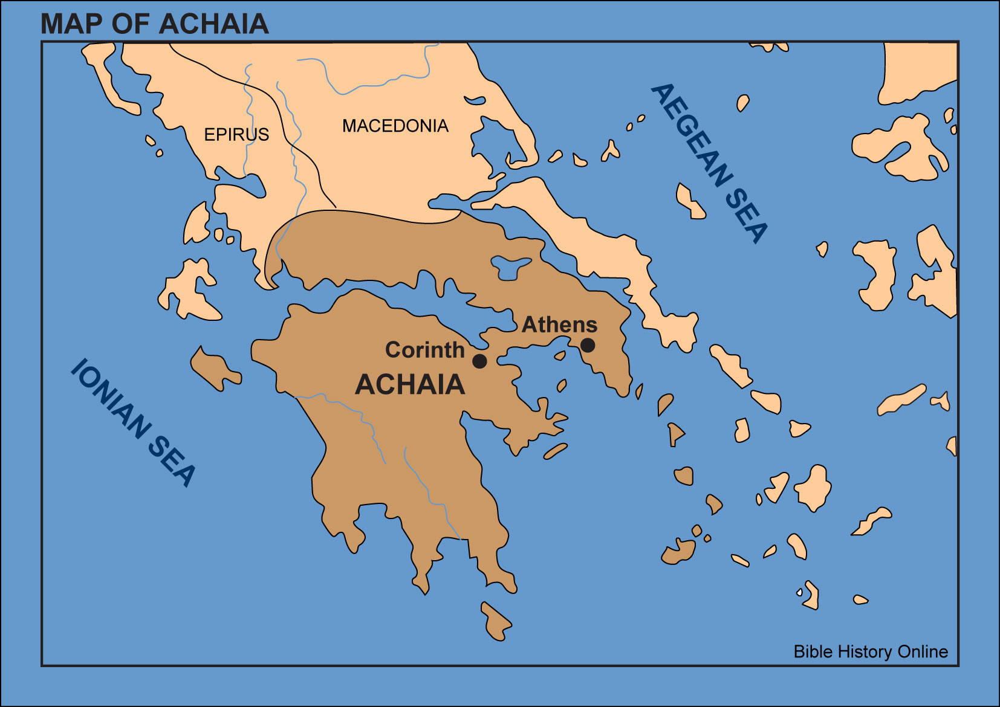 MAP OF ACHAIA
AEGEAN SEA
MACEDONIA
EPIRUS
Athens
Corinth
ACHAIA
IONIAN SEA
Bible History Online